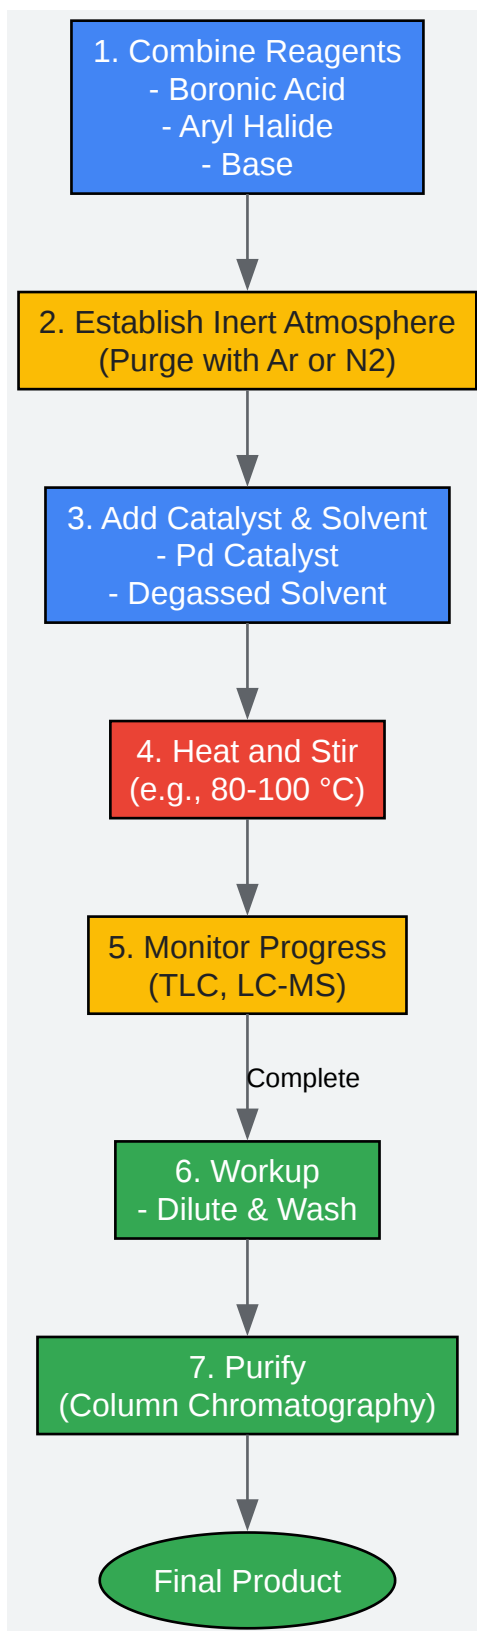 1. Combine Reagents
- Boronic Acid
- Aryl Halide
- Base
2. Establish Inert Atmosphere
(Purge with Ar or N2)
3. Add Catalyst & Solvent
- Pd Catalyst
- Degassed Solvent
4. Heat and Stir
(e.g., 80-100 °C)
5. Monitor Progress
(TLC, LC-MS)
Complete
6. Workup
- Dilute & Wash
7. Purify
(Column Chromatography)
Final Product